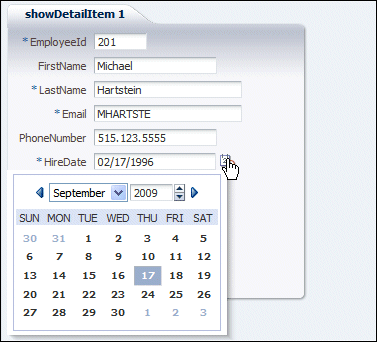 showDetailItem 1
* EmployeeId 201
FirstName Michael
* LastName Hartstein
* Email MHARTSTE
PhoneNumber 515.123.5555
* HireDate 02/17/1996
September 2009
SUN MON TUE WED THU FRI SAT
30 31 1 2 3 4 5
6 7 8 9 10 11 12
13 14 15 16 17 18 19
20 21 22 23 24 25 26
27 28 29 30 1 2 3